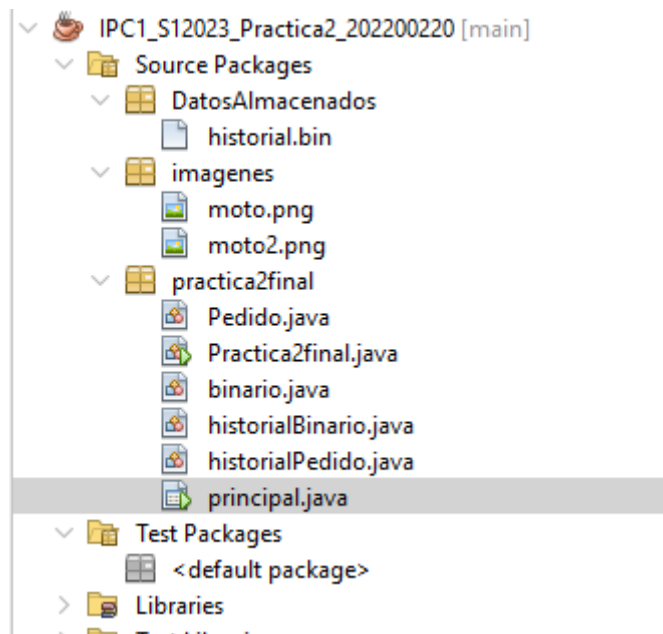 IPC1_S12023_Practica2_202200220 [main]
Source Packages
DatosAlmacenados
historial.bin
imagenes
moto.png
moto2.png
practica2final
Pedido.java
Practica2final.java
binario.java
historialBinario.java
historialPedido.java
principal.java
Test Packages
<default package>
Libraries